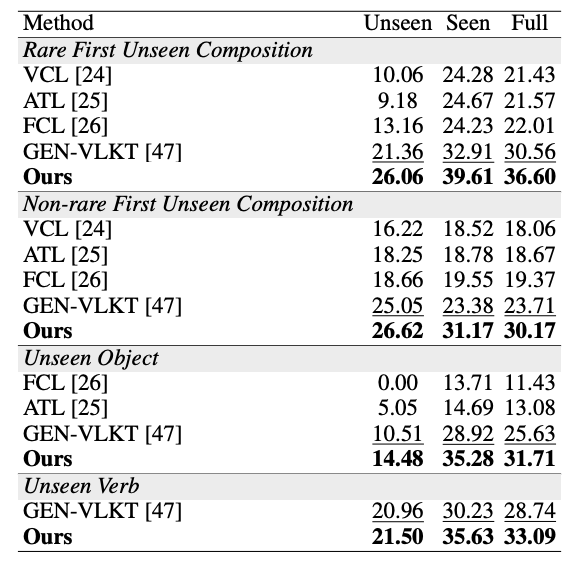 Method Unseen Seen Full
Rare First Unseen Composition
VCL [24] 10.06 24.28 21.43
ATL [25] 9.18 24.67 21.57
FCL [26] 13.16 24.23 22.01
GEN-VLKT [47] 21.36 32.91 30.56
Ours 26.06 39.61 36.60
Non-rare First Unseen Composition
VCL [24] 16.22 18.52 18.06
ATL [25] 18.25 18.78 18.67
FCL [26] 18.66 19.55 19.37
GEN-VLKT [47] 25.05 23.38 23.71
Ours 26.62 31.17 30.17
Unseen Object
FCL [26] 0.00 13.71 11.43
ATL [25] 5.05 14.69 13.08
GEN-VLKT [47] 10.51 28.92 25.63
Ours 14.48 35.28 31.71
Unseen Verb
GEN-VLKT [47] 20.96 30.23 28.74
Ours 21.50 35.63 33.09